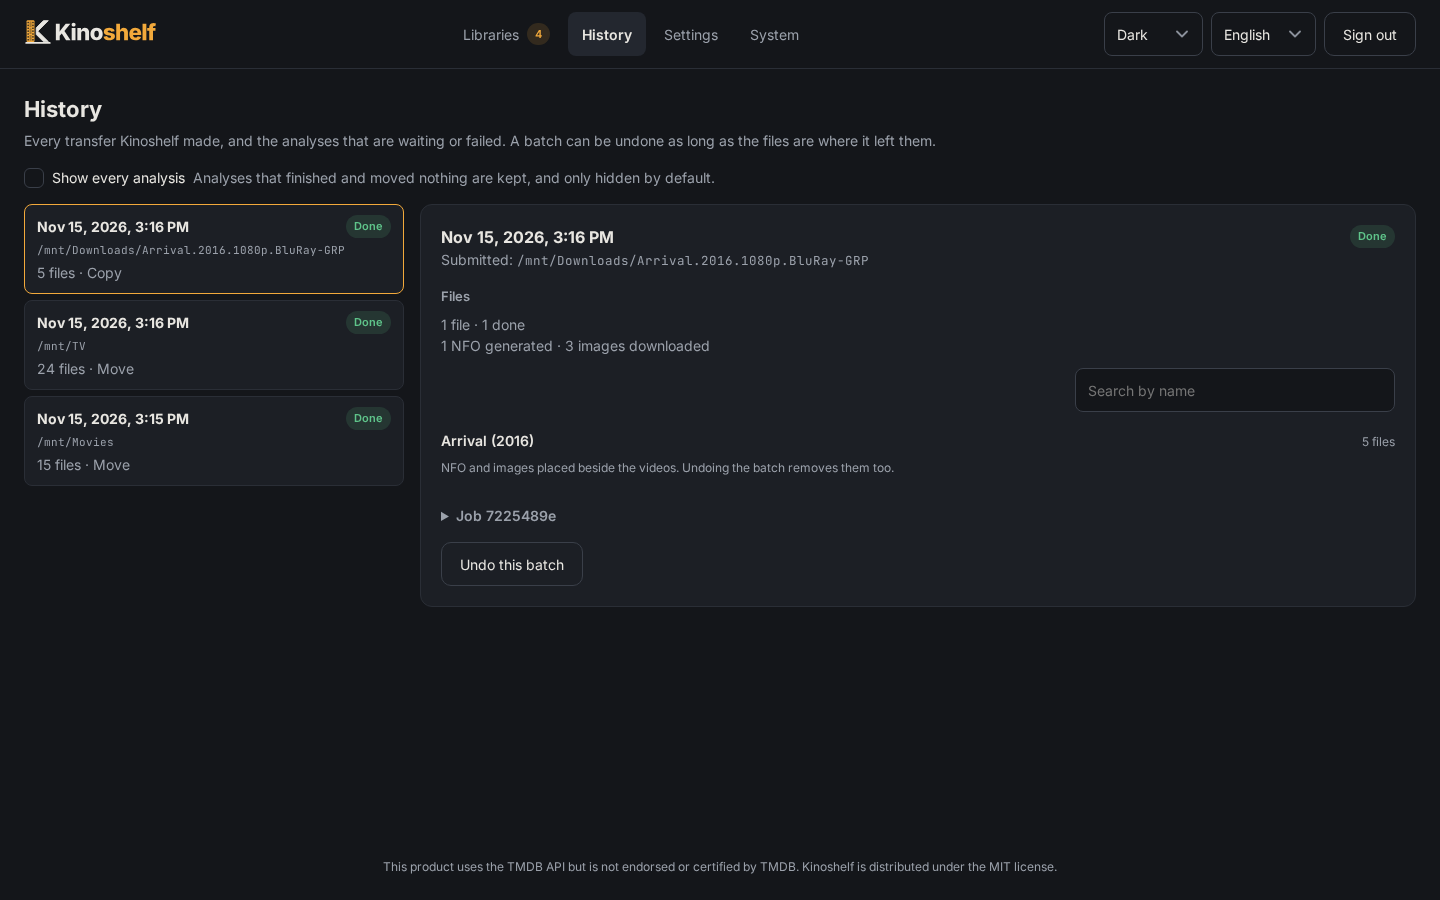 Kinoshelf
Libraries 4
History
Settings
System
Dark
English
Sign out
History
Every transfer Kinoshelf made, and the analyses that are waiting or failed. A batch can be undone as long as the files are where it left them.
Show every analysis Analyses that finished and moved nothing are kept, and only hidden by default.
Nov 15, 2026, 3:16 PM Done
/mnt/Downloads/Arrival.2016.1080p.BluRay-GRP
5 files · Copy
Nov 15, 2026, 3:16 PM Done
/mnt/TV
24 files · Move
Nov 15, 2026, 3:15 PM Done
/mnt/Movies
15 files · Move
Nov 15, 2026, 3:16 PM Done
Submitted: /mnt/Downloads/Arrival.2016.1080p.BluRay-GRP
Files
1 file · 1 done
1 NFO generated · 3 images downloaded
Search by name
Arrival (2016) 5 files
NFO and images placed beside the videos. Undoing the batch removes them too.
Job 7225489e
Undo this batch
This product uses the TMDB API but is not endorsed or certified by TMDB. Kinoshelf is distributed under the MIT license.